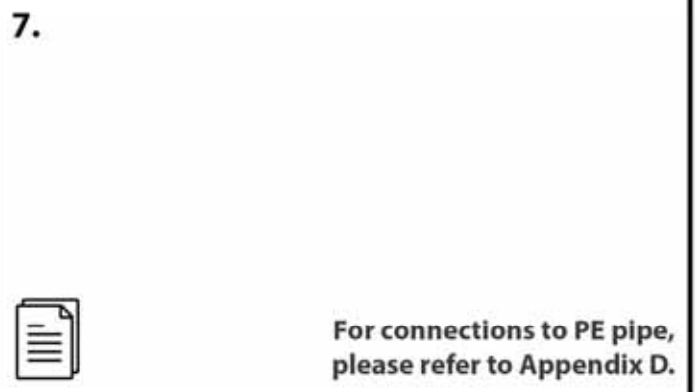 7.
For connections to PE pipe,
please refer to Appendix D.